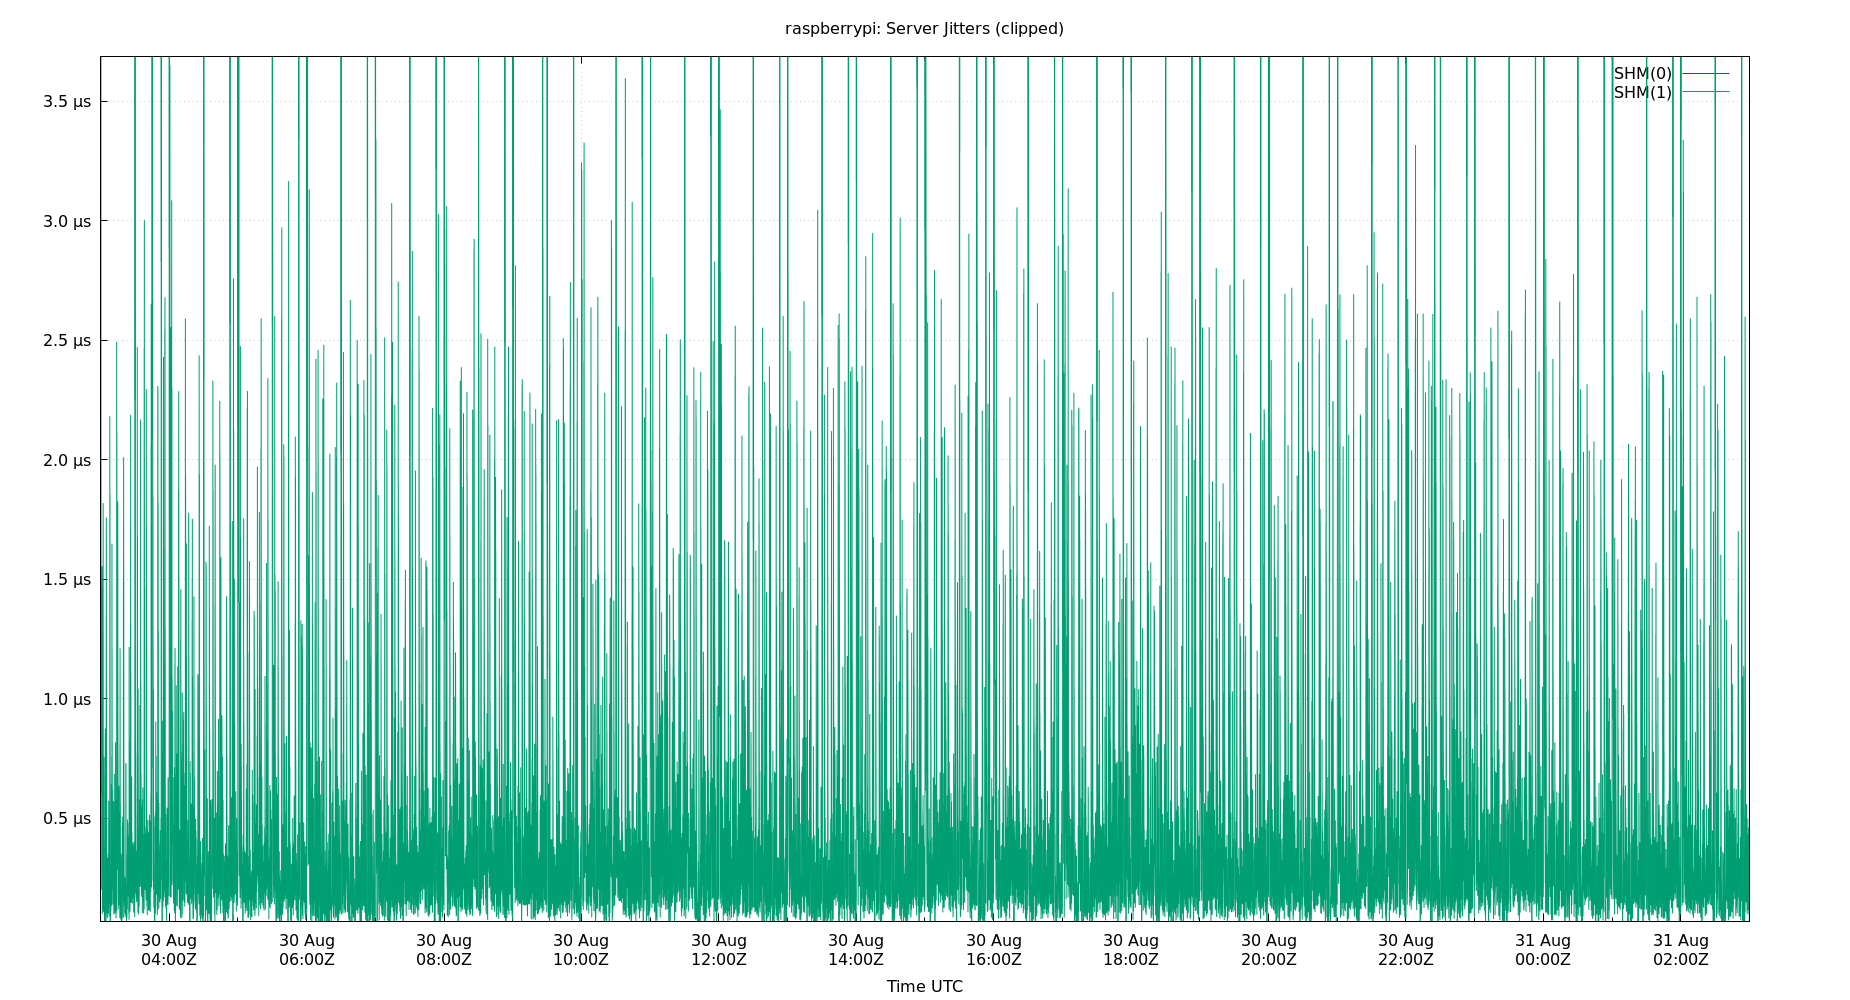 raspberrypi: Server Jitters (clipped)
SHM(0)
SHM(1)
3.5 µs
3.0 µs
2.5 µs
2.0 µs
1.5 µs
1.0 µs
0.5 µs
30 Aug 30 Aug 30 Aug 30 Aug 30 Aug 30 Aug 30 Aug 30 Aug 30 Aug 30 Aug 31 Aug 31 Aug
04:00Z 06:00Z 08:00Z 10:00Z 12:00Z 14:00Z 16:00Z 18:00Z 20:00Z 22:00Z 00:00Z 02:00Z
Time UTC